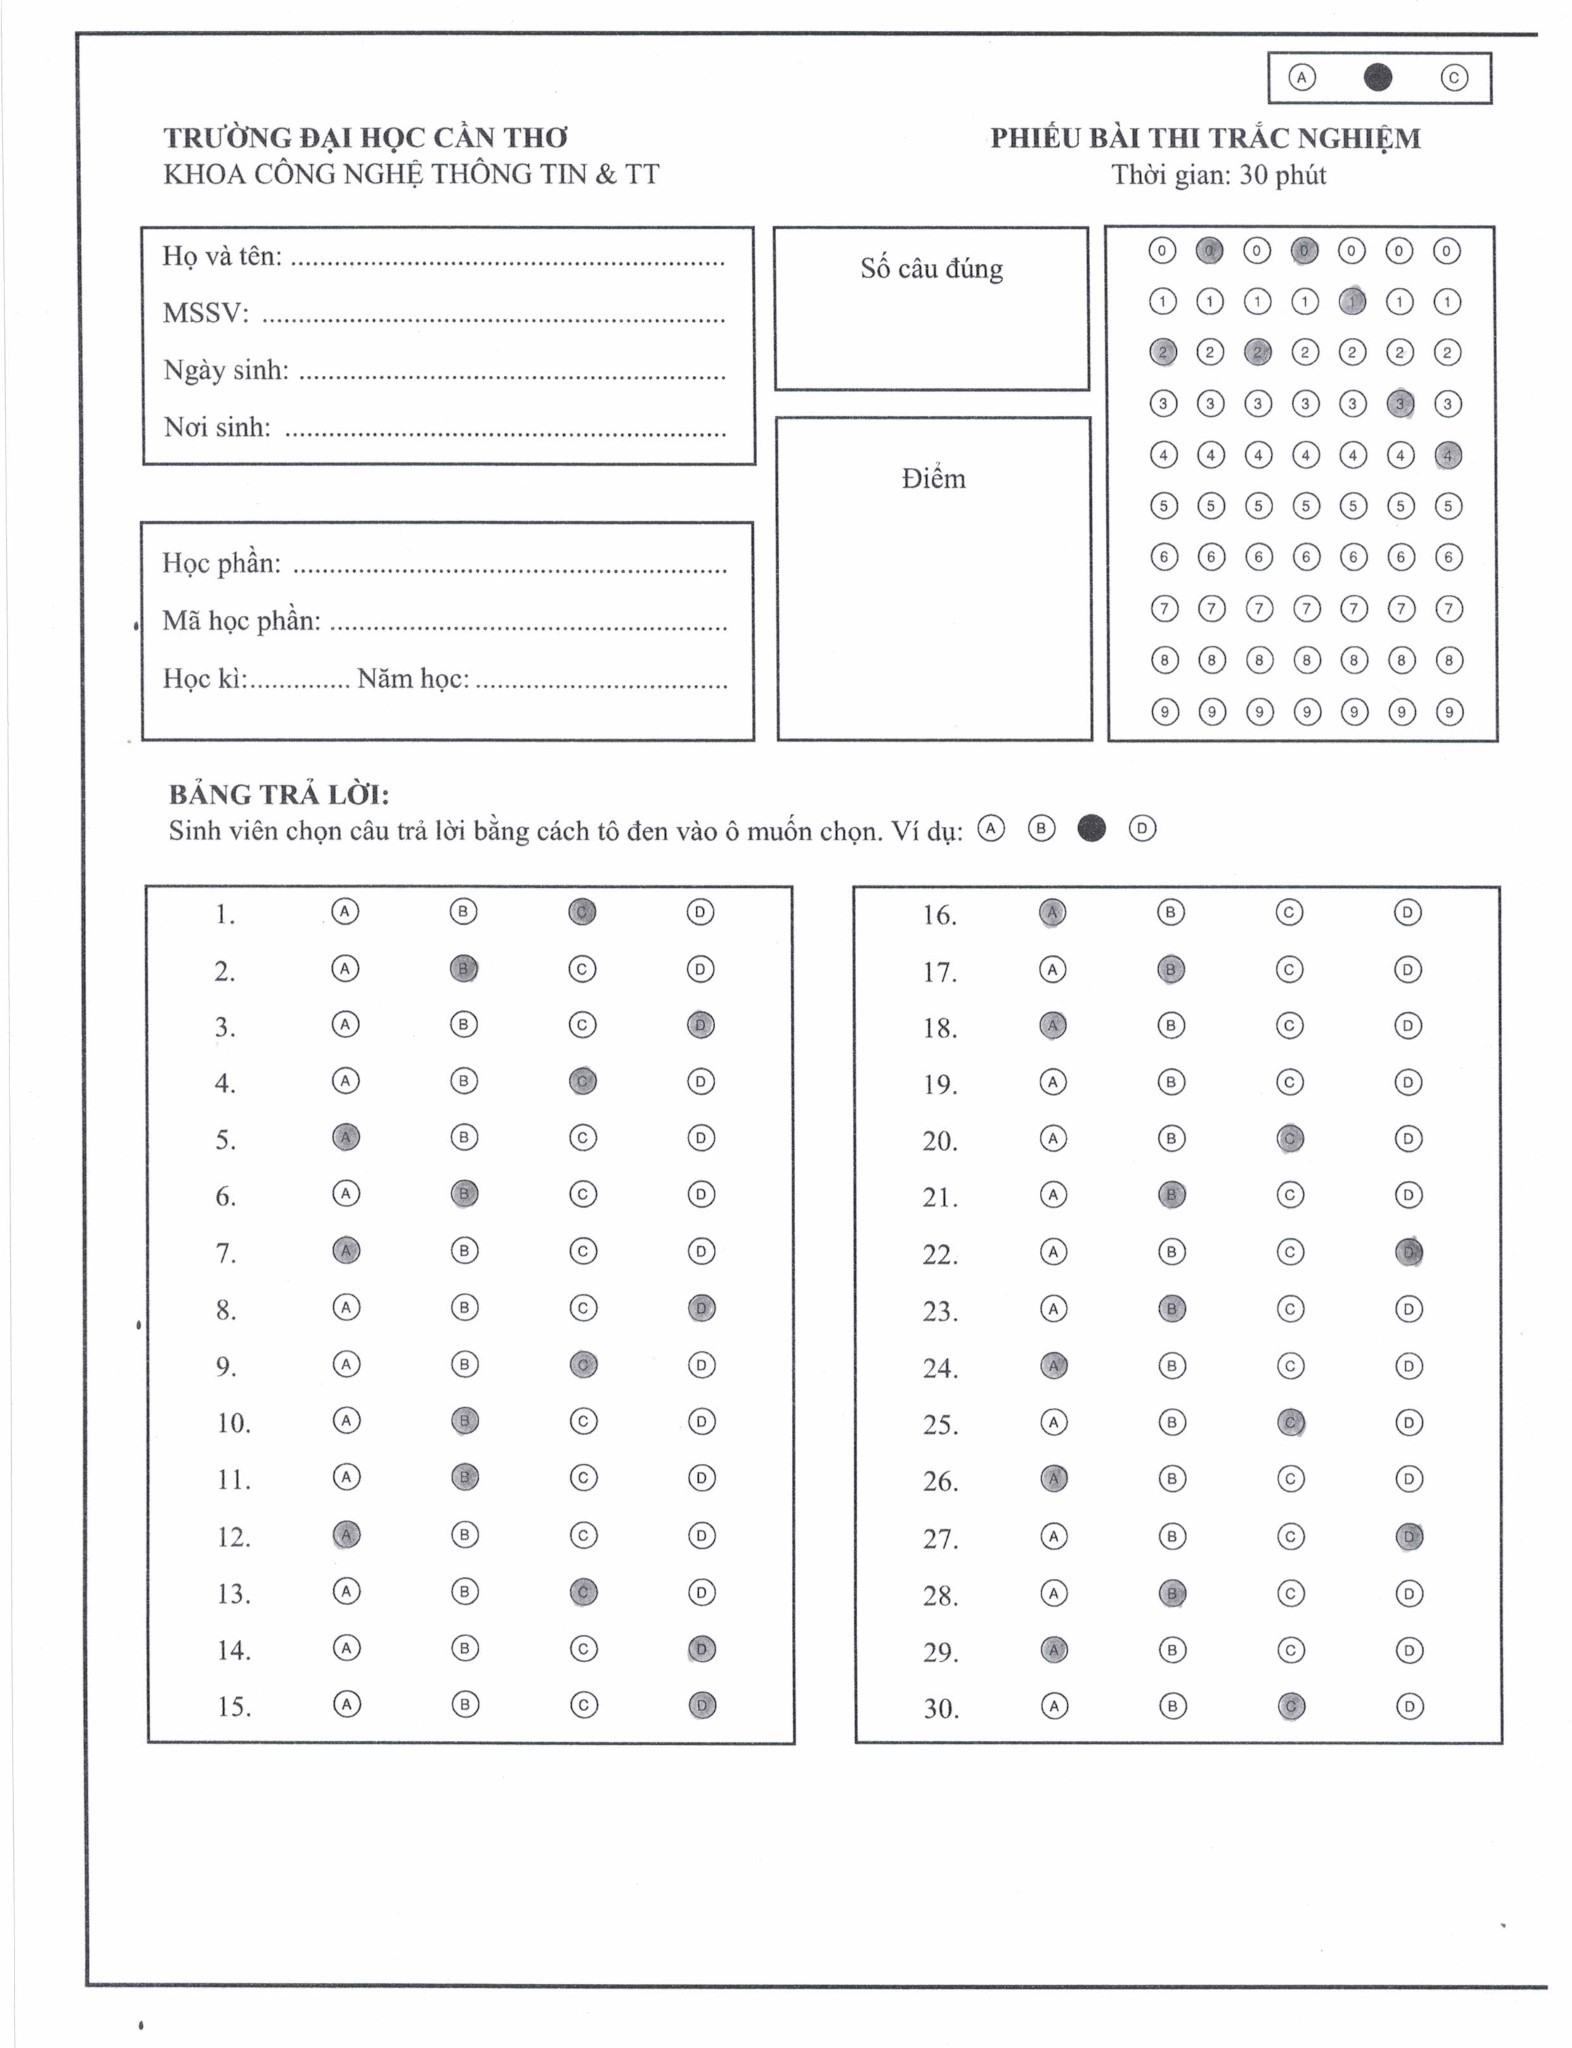 A C
TRƯỜNG ĐẠI HỌC CẦN THƠ
KHOA CÔNG NGHỆ THÔNG TIN & TT
PHIẾU BÀI THI TRẮC NGHIỆM
Thời gian: 30 phút
Họ và tên: ....................................................
MSSV: ........................................................
Ngày sinh: ...................................................
Nơi sinh: .....................................................
Học phần: ....................................................
Mã học phần: ................................................
Học kì:............. Năm học: ...............................
Số câu đúng
Điểm
0 0 0 0 0 0 0
1 1 1 1 1 1 1
2 2 2 2 2 2 2
3 3 3 3 3 3 3
4 4 4 4 4 4 4
5 5 5 5 5 5 5
6 6 6 6 6 6 6
7 7 7 7 7 7 7
8 8 8 8 8 8 8
9 9 9 9 9 9 9
BẢNG TRẢ LỜI:
Sinh viên chọn câu trả lời bằng cách tô đen vào ô muốn chọn. Ví dụ: A B D
1. A B C D
2. A B C D
3. A B C D
4. A B C D
5. A B C D
6. A B C D
7. A B C D
8. A B C D
9. A B C D
10. A B C D
11. A B C D
12. A B C D
13. A B C D
14. A B C D
15. A B C D
16. A B C D
17. A B C D
18. A B C D
19. A B C D
20. A B C D
21. A B C D
22. A B C D
23. A B C D
24. A B C D
25. A B C D
26. A B C D
27. A B C D
28. A B C D
29. A B C D
30. A B C D